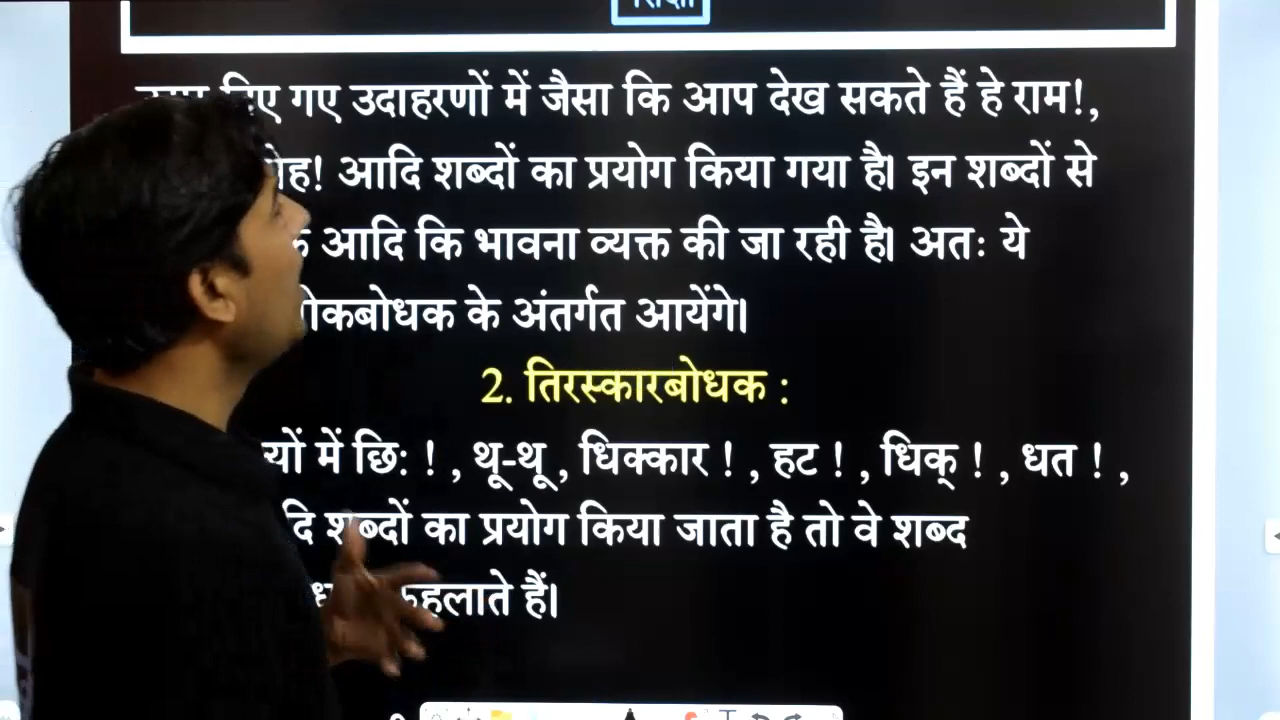 शिक्षा
गए उदाहरणों में जैसा कि आप देख सकते हैं हे राम!,
आदि शब्दों का प्रयोग किया गया है। इन शब्दों से
आदि कि भावना व्यक्त की जा रही है। अतः ये
के अंतर्गत आयेंगे।
2. तिरस्कारबोधक :
में छि: ! , थू-थू , धिक्कार ! , हट ! , धिक् ! , धत ! ,
शब्दों का प्रयोग किया जाता है तो वे शब्द
कहलाते हैं।